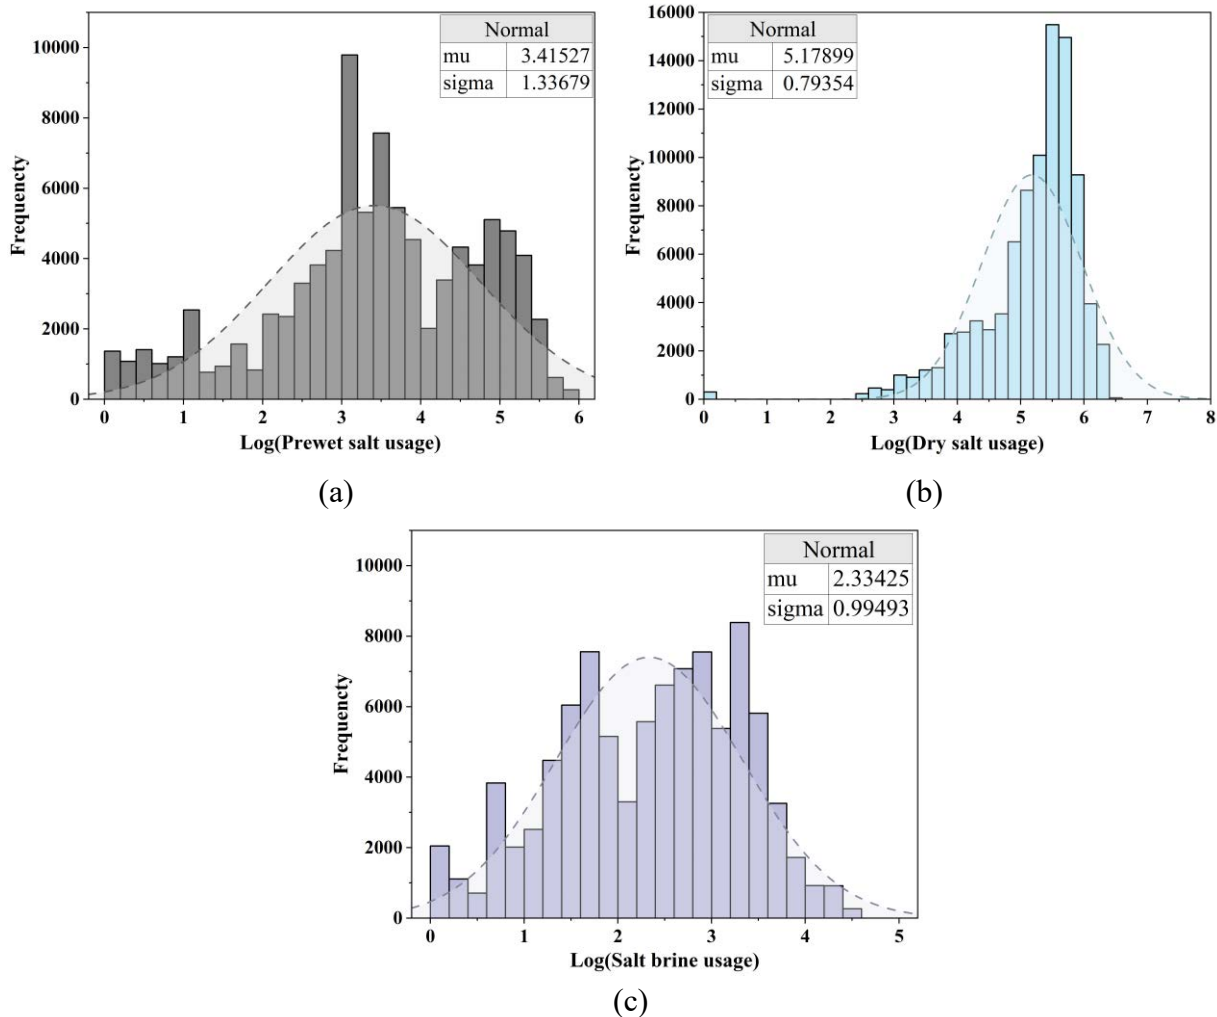 Normal
mu 3.41527
sigma 1.33679
10000
8000
6000
4000
2000
0
Frequencty
0 1 2 3 4 5 6
Log(Prewet salt usage)
(a)
Normal
mu 5.17899
sigma 0.79354
16000
14000
12000
10000
8000
6000
4000
2000
0
Frequencty
0 1 2 3 4 5 6 7 8
Log(Dry salt usage)
(b)
Normal
mu 2.33425
sigma 0.99493
10000
8000
6000
4000
2000
0
Frequencty
0 1 2 3 4 5
Log(Salt brine usage)
(c)